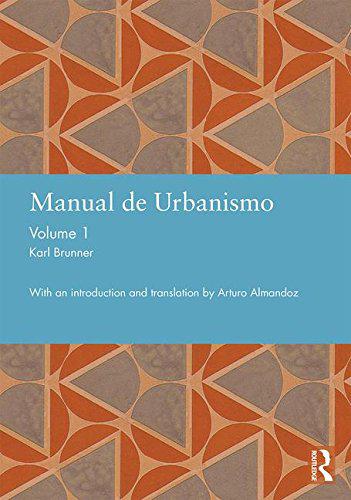 Manual de Urbanismo
Volume 1
Karl Brunner
With an introduction and translation by Arturo Almandoz
ROUTLEDGE